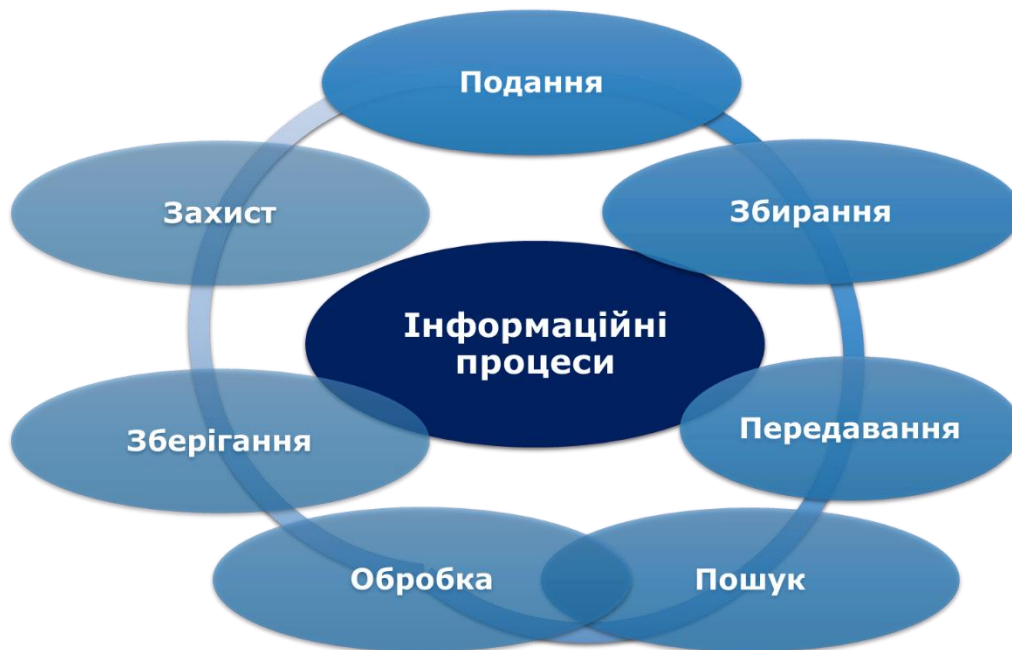 Подання
Захист
Збирання
Інформаційні
процеси
Зберігання
Передавання
Обробка
Пошук